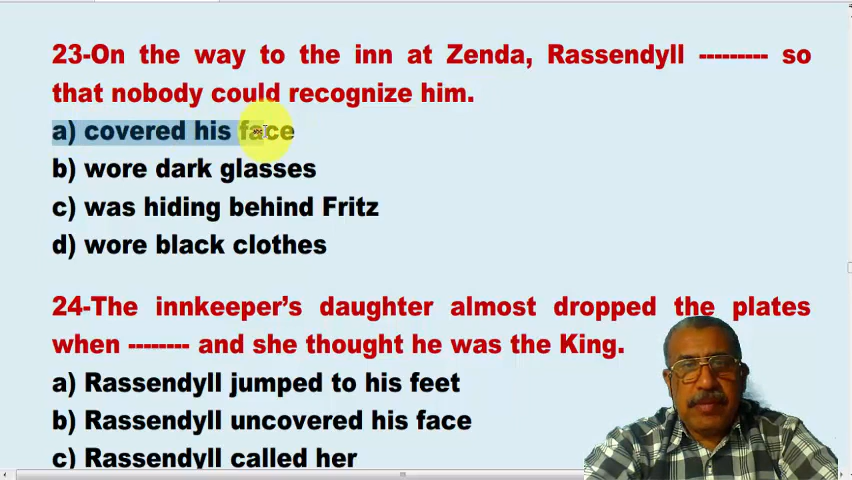 23-On the way to the inn at Zenda, Rassendyll --------- so
that nobody could recognize him.
a) covered his face
b) wore dark glasses
c) was hiding behind Fritz
d) wore black clothes
24-The innkeeper's daughter almost dropped the plates
when -------- and she thought he was the King.
a) Rassendyll jumped to his feet
b) Rassendyll uncovered his face
c) Rassendyll called her